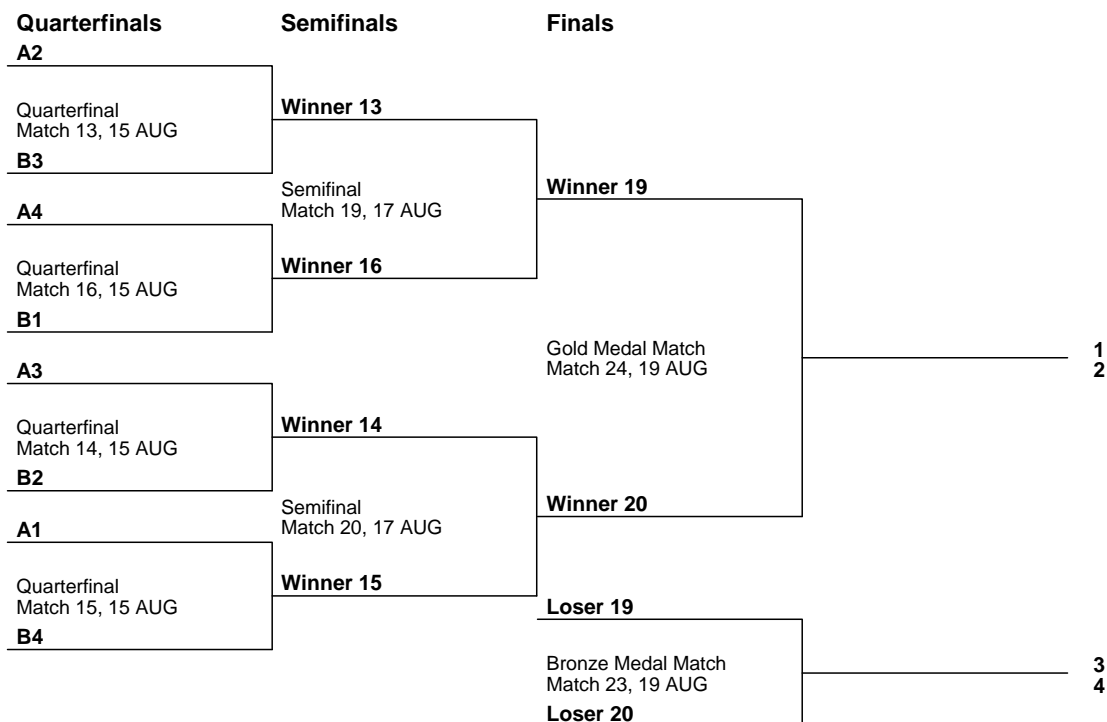 Quarterfinals
Semifinals
Finals
A2
Quarterfinal
Match 13, 15 AUG
B3
A4
Quarterfinal
Match 16, 15 AUG
B1
A3
Quarterfinal
Match 14, 15 AUG
B2
A1
Quarterfinal
Match 15, 15 AUG
B4
Winner 13
Semifinal
Match 19, 17 AUG
Winner 16
Winner 14
Semifinal
Match 20, 17 AUG
Winner 15
Winner 19
Gold Medal Match
Match 24, 19 AUG
Winner 20
Loser 19
Bronze Medal Match
Match 23, 19 AUG
Loser 20
1
2
3
4